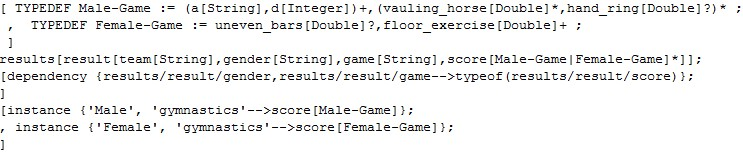 [ TYPEDEF Male-Game := (a[String],d[Integer])+,(vauling_horse[Double]*,hand_ring[Double]?)* ;
, TYPEDEF Female-Game := uneven_bars[Double]?,floor_exercise[Double]+ ;
]
results[result[team[String],gender[String],game[String],score[Male-Game|Female-Game]*]];
[dependency {results/result/gender,results/result/game-->typeof(results/result/score)};
]
[instance {'Male', 'gymnastics'-->score[Male-Game]};
, instance {'Female', 'gymnastics'-->score[Female-Game]};
]